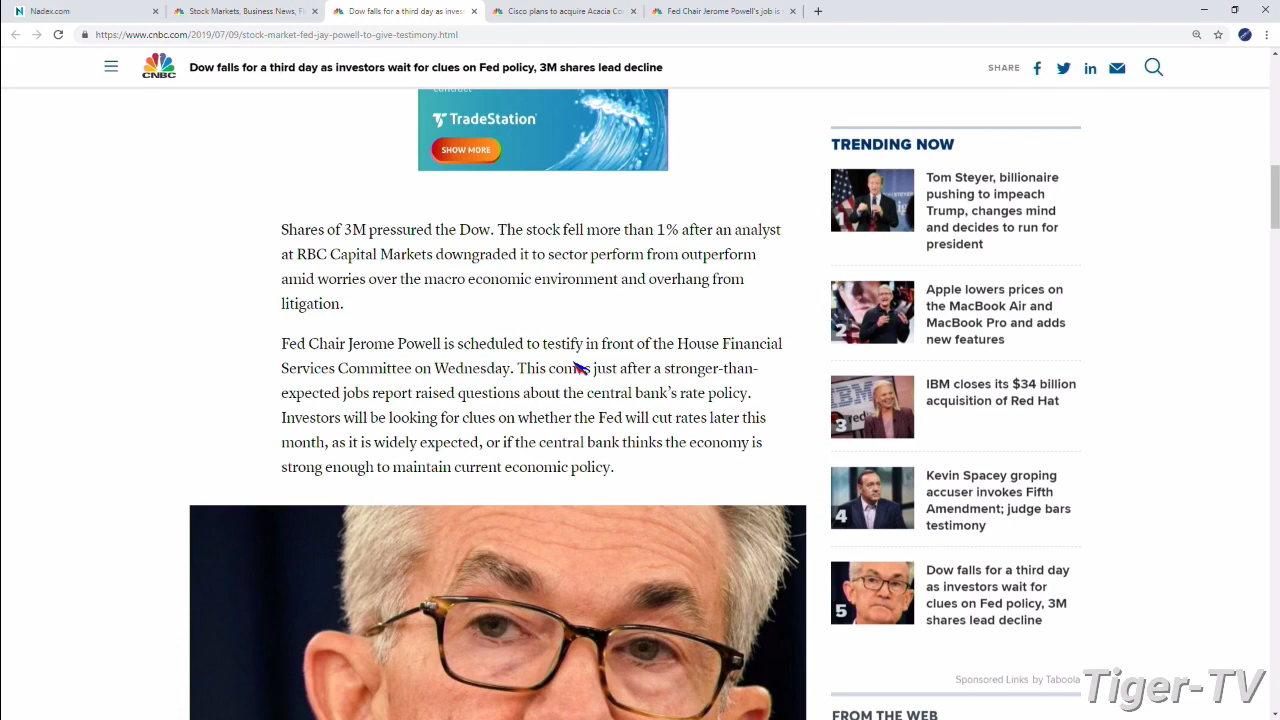 Nadex.com
Stock Markets, Business News, Fi
Dow falls for a third day as inves
Cisco plans to acquire Acacia Co
Fed Chair Jerome Powell's job is
https://www.cnbc.com/2019/07/09/stock-market-fed-jay-powell-to-give-testimony.html
CNBC
Dow falls for a third day as investors wait for clues on Fed policy, 3M shares lead decline
SHARE
contract
TradeStation
SHOW MORE
Shares of 3M pressured the Dow. The stock fell more than 1% after an analyst
at RBC Capital Markets downgraded it to sector perform from outperform
amid worries over the macro economic environment and overhang from
litigation.
Fed Chair Jerome Powell is scheduled to testify in front of the House Financial
Services Committee on Wednesday. This comes just after a stronger-than-
expected jobs report raised questions about the central bank's rate policy.
Investors will be looking for clues on whether the Fed will cut rates later this
month, as it is widely expected, or if the central bank thinks the economy is
strong enough to maintain current economic policy.
TRENDING NOW
1
Tom Steyer, billionaire
pushing to impeach
Trump, changes mind
and decides to run for
president
2
Apple lowers prices on
the MacBook Air and
MacBook Pro and adds
new features
3
IBM closes its $34 billion
acquisition of Red Hat
4
Kevin Spacey groping
accuser invokes Fifth
Amendment; judge bars
testimony
5
Dow falls for a third day
as investors wait for
clues on Fed policy, 3M
shares lead decline
Sponsored Links by Taboola
FROM THE WEB
Tiger-TV